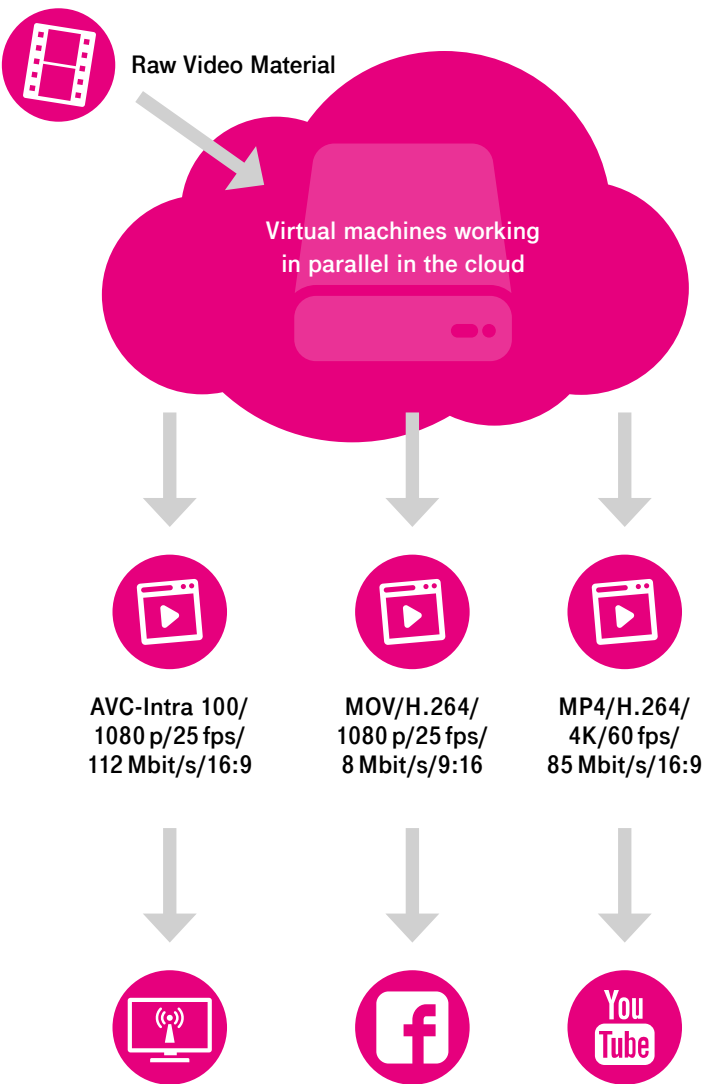 Raw Video Material
Virtual machines working
in parallel in the cloud
AVC-Intra 100/
1080 p/25 fps/
112 Mbit/s/16:9
MOV/H.264/
1080 p/25 fps/
8 Mbit/s/9:16
MP4/H.264/
4K/60 fps/
85 Mbit/s/16:9
f
You
Tube